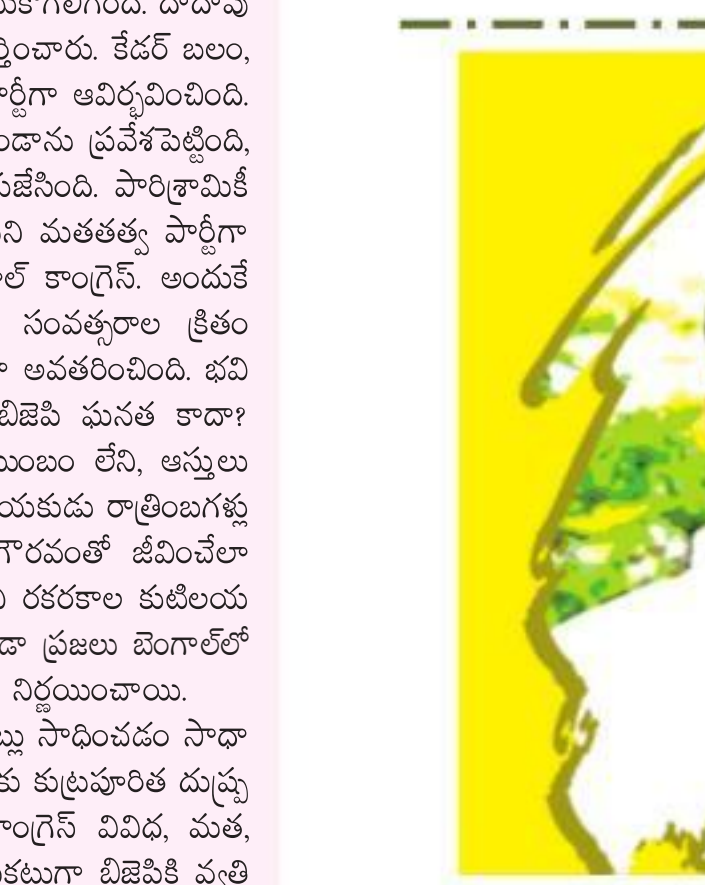 దాదాపు
ర్తించారు. కేడర్ బలం,
ర్టీగా ఆవిర్భవించింది.
ండాను ప్రవేశపెట్టింది,
పారిశ్రామికీ
ని మతతత్వ పార్టీగా
ల్ కాంగ్రెస్. అందుకే
సంవత్సరాల క్రితం
అవతరించింది. భవి
బిజెపి ఘనత కాదా?
ుంబం లేని, ఆస్తులు
యకుడు రాత్రింబగళ్లు
గౌరవంతో జీవించేలా
రకరకాల కుటిలయ
డా ప్రజలు బెంగాల్‌లో
నిర్ణయించాయి.
బ్లు సాధించడం సాధా
కు కుట్రపూరిత దుష్ప్ర
ాంగ్రెస్ వివిధ, మత,
కటుగా బిజెపికి వ్యతి